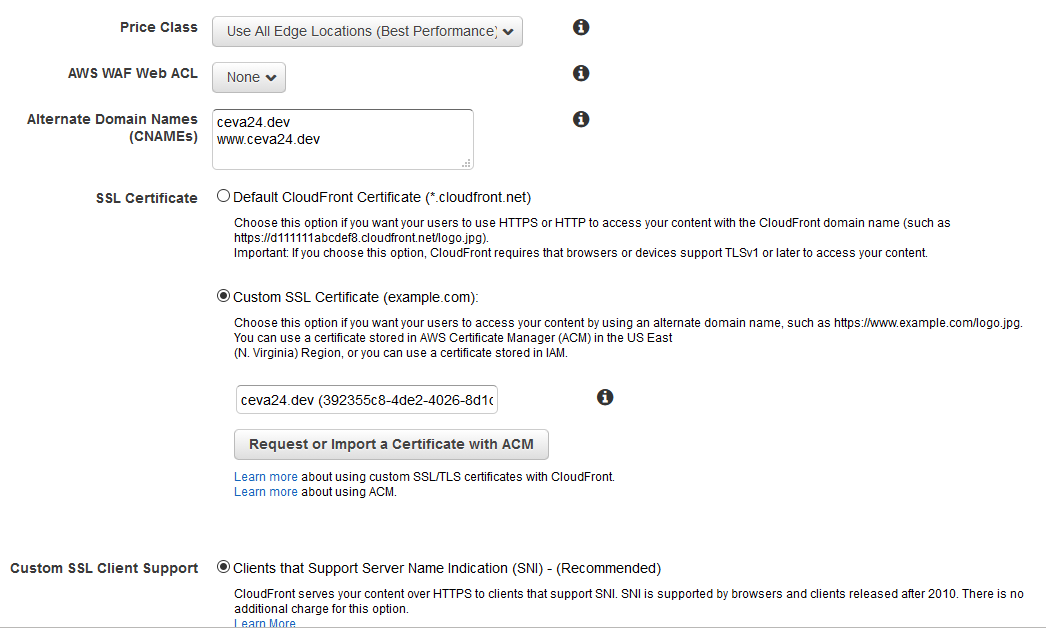 Price Class
Use All Edge Locations (Best Performance)
AWS WAF Web ACL
None
Alternate Domain Names
(CNAMEs)
ceva24.dev
www.ceva24.dev
SSL Certificate
Default CloudFront Certificate (*.cloudfront.net)
Choose this option if you want your users to use HTTPS or HTTP to access your content with the CloudFront domain name (such as
https://d111111abcdef8.cloudfront.net/logo.jpg).
Important: If you choose this option, CloudFront requires that browsers or devices support TLSv1 or later to access your content.
Custom SSL Certificate (example.com):
Choose this option if you want your users to access your content by using an alternate domain name, such as https://www.example.com/logo.jpg.
You can use a certificate stored in AWS Certificate Manager (ACM) in the US East
(N. Virginia) Region, or you can use a certificate stored in IAM.
ceva24.dev (392355c8-4de2-4026-8d1c
Request or Import a Certificate with ACM
Learn more about using custom SSL/TLS certificates with CloudFront.
Learn more about using ACM.
Custom SSL Client Support
Clients that Support Server Name Indication (SNI) - (Recommended)
CloudFront serves your content over HTTPS to clients that support SNI. SNI is supported by browsers and clients released after 2010. There is no
additional charge for this option.
Learn More